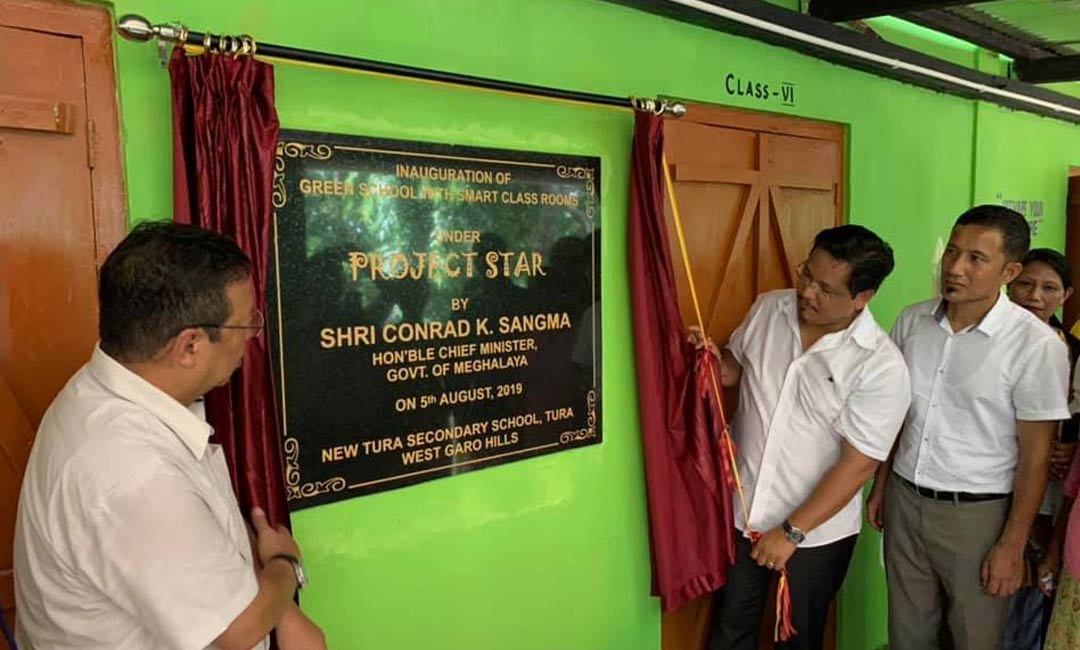 INAUGURATION OF
GREEN SCHOOL WITH SMART CLASS ROOMS
UNDER
PROJECT STAR
BY
SHRI CONRAD K. SANGMA
HON'BLE CHIEF MINISTER,
GOVT. OF MEGHALAYA
ON 5th AUGUST, 2019
NEW TURA SECONDARY SCHOOL, TURA
WEST GARO HILLS
CLASS-VI
YOUR